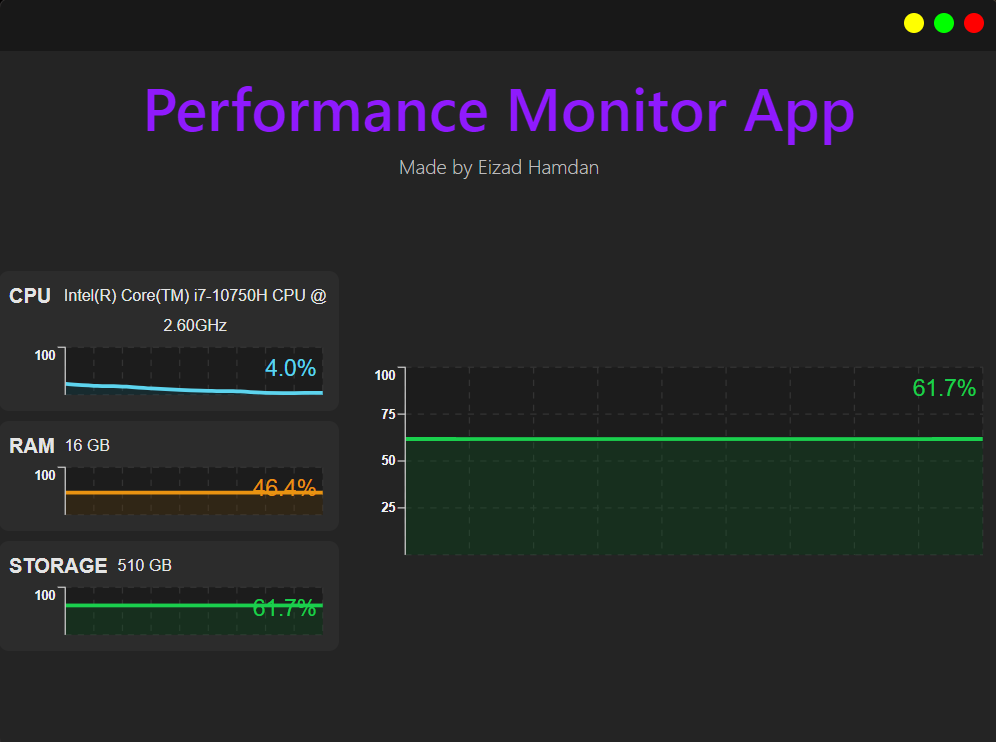 Performance Monitor App
Made by Eizad Hamdan
CPU Intel(R) Core(TM) i7-10750H CPU @
2.60GHz
100
4.0%
RAM 16 GB
100
46.4%
STORAGE 510 GB
100
61.7%
100
61.7%
75
50
25